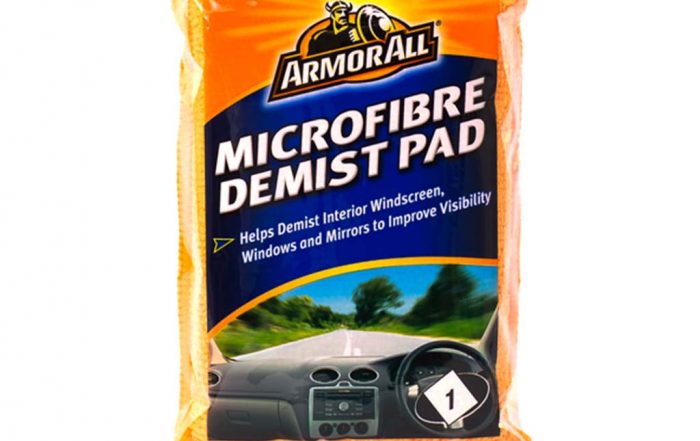 ARMORALL
MICROFIBRE
DEMIST PAD
Helps Demist Interior Windscreen,
Windows and Mirrors to Improve Visibility
1